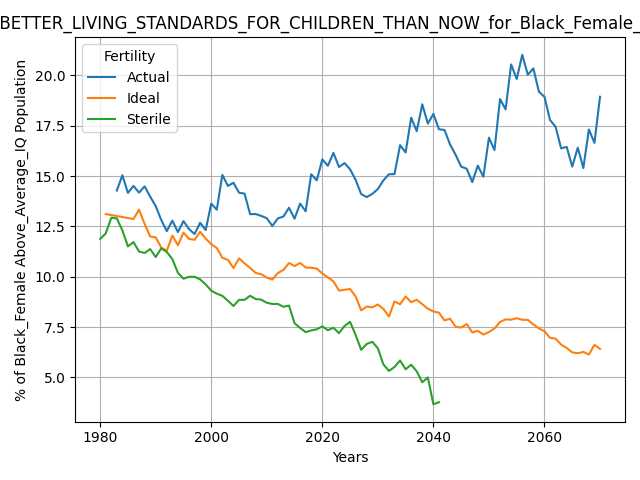 BETTER_LIVING_STANDARDS_FOR_CHILDREN_THAN_NOW_for_Black_Female_
% of Black_Female Above_Average_IQ Population
20.0
17.5
15.0
12.5
10.0
7.5
5.0
Fertility
Actual
Ideal
Sterile
1980
2000
2020
2040
2060
Years